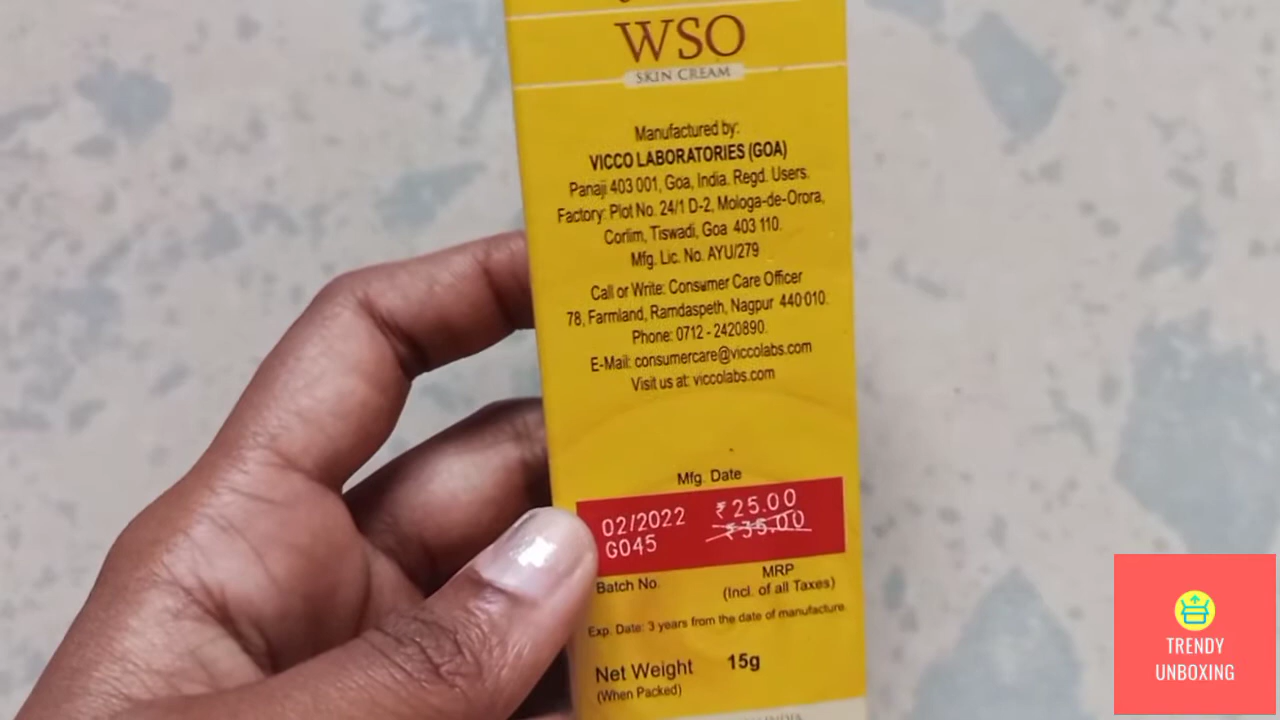 WSO
SKIN CREAM
Manufactured by:
VICCO LABORATORIES (GOA)
Panaji 403 001, Goa, India. Regd. Users.
Factory: Plot No. 24/1 D-2, Mologa-de-Orora,
Corlim, Tiswadi, Goa 403 110.
Mfg. Lic. No. AYU/279
Call or Write: Consumer Care Officer
78, Farmland, Ramdaspeth, Nagpur 440 010.
Phone: 0712 - 2420890.
E-Mail: consumercare@viccolabs.com
Visit us at: viccolabs.com
Mfg. Date
02/2022 ₹25.00
G045 ₹35.00
Batch No. MRP
(Incl. of all Taxes)
Exp. Date: 3 years from the date of manufacture.
Net Weight 15g
(When Packed)
TRENDY
UNBOXING